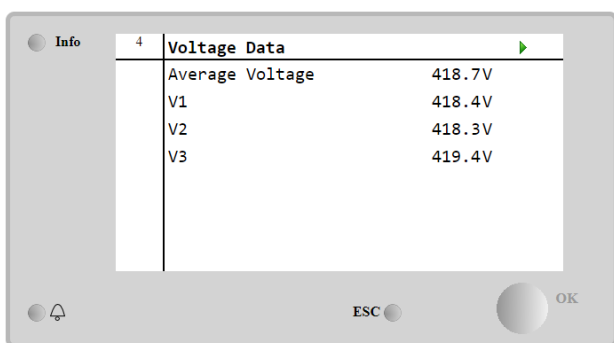 Info
4 Voltage Data
Average Voltage 418.7V
V1 418.4V
V2 418.3V
V3 419.4V
ESC
OK